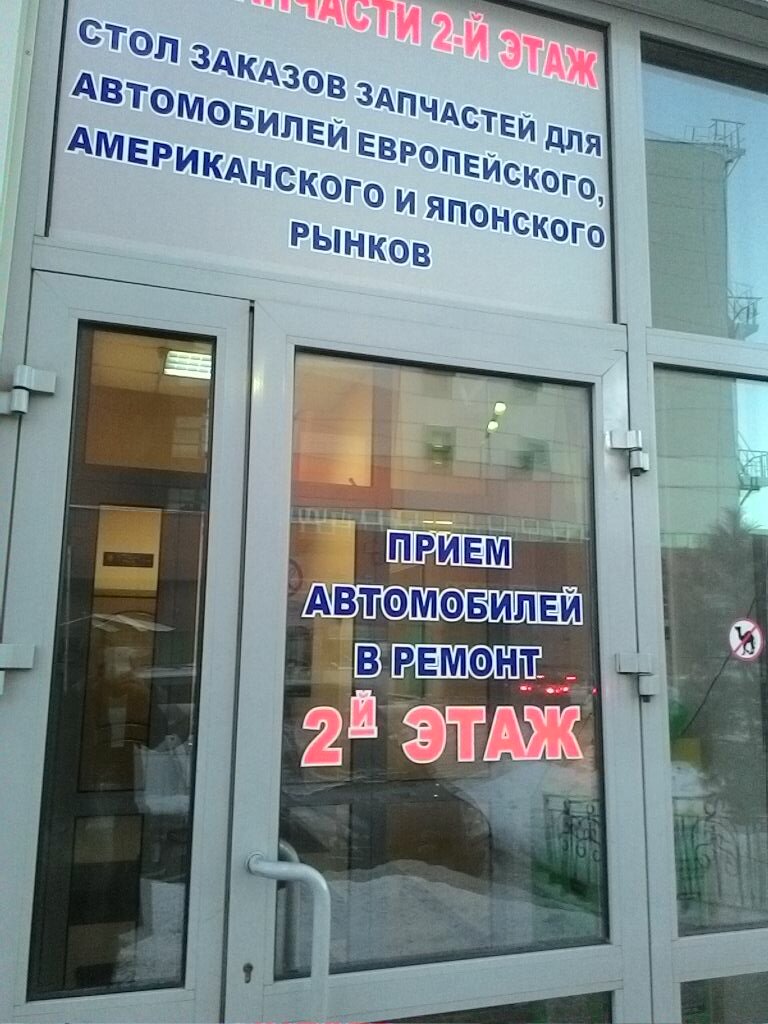 ЗАПЧАСТИ 2-Й ЭТАЖ
СТОЛ ЗАКАЗОВ ЗАПЧАСТЕЙ ДЛЯ
АВТОМОБИЛЕЙ ЕВРОПЕЙСКОГО,
АМЕРИКАНСКОГО И ЯПОНСКОГО
РЫНКОВ
ПРИЕМ
АВТОМОБИЛЕЙ
В РЕМОНТ
2Й ЭТАЖ